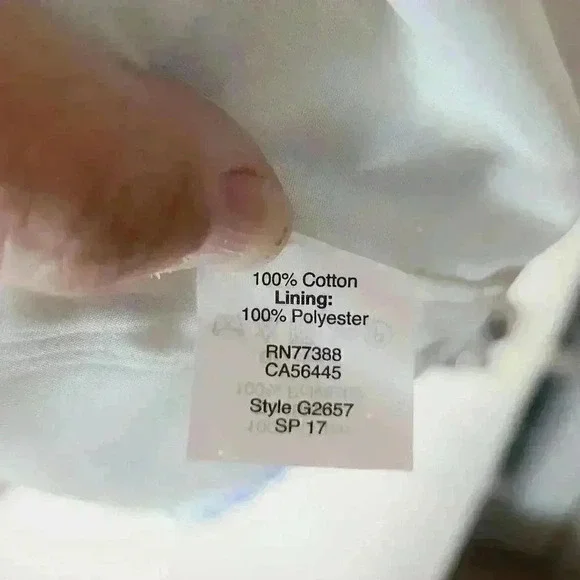 100% Cotton
Lining:
100% Polyester
RN77388
CA56445
Style G2657
SP 17